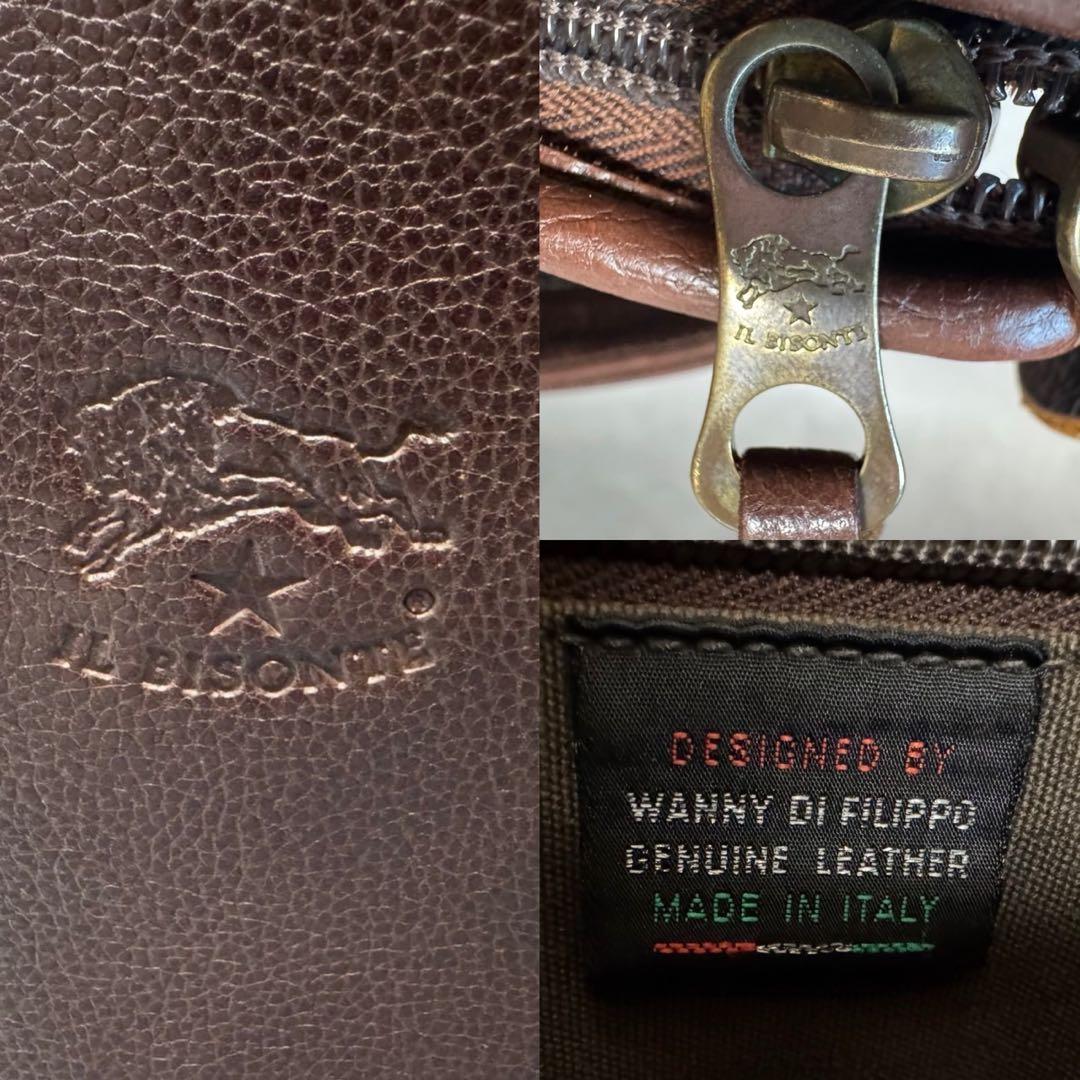 IL BISONTE®
IL BISONTE
DESIGNED BY
WANNY DI FILIPPO
GENUINE LEATHER
MADE IN ITALY